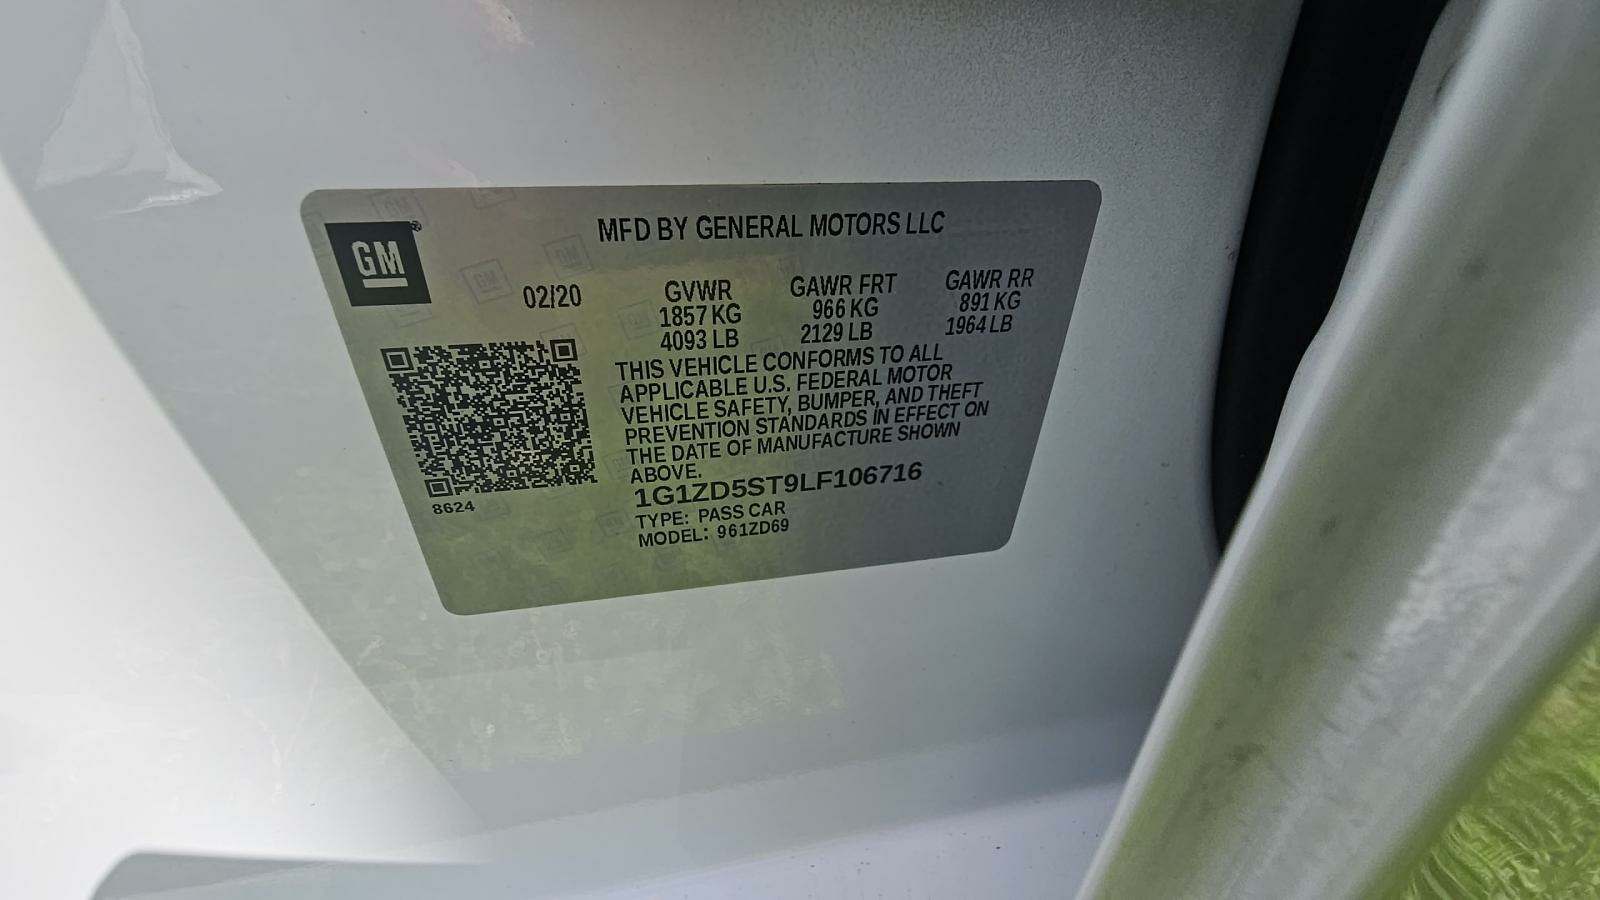 GM®
MFD BY GENERAL MOTORS LLC
02/20
GVWR
1857 KG
4093 LB
GAWR FRT
966 KG
2129 LB
GAWR RR
891 KG
1964 LB
THIS VEHICLE CONFORMS TO ALL
APPLICABLE U.S. FEDERAL MOTOR
VEHICLE SAFETY, BUMPER, AND THEFT
PREVENTION STANDARDS IN EFFECT ON
THE DATE OF MANUFACTURE SHOWN
ABOVE.
1G1ZD5ST9LF106716
TYPE: PASS CAR
MODEL: 961ZD69
8624